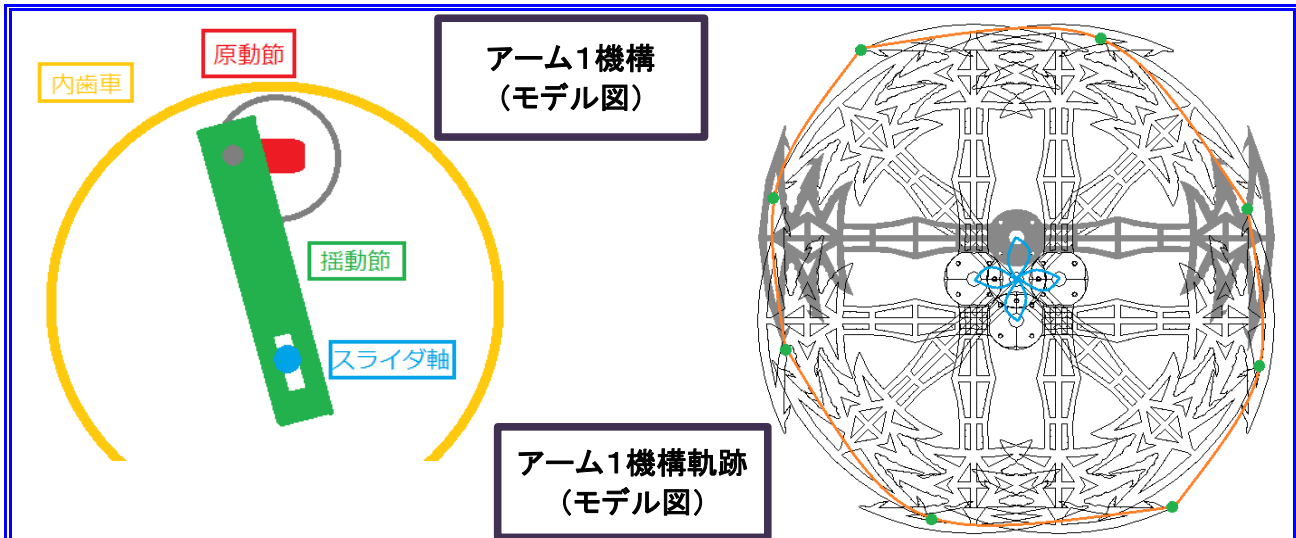 原動節
内歯車
アーム1機構
(モデル図)
揺動節
スライダ軸
アーム1機構軌跡
(モデル図)